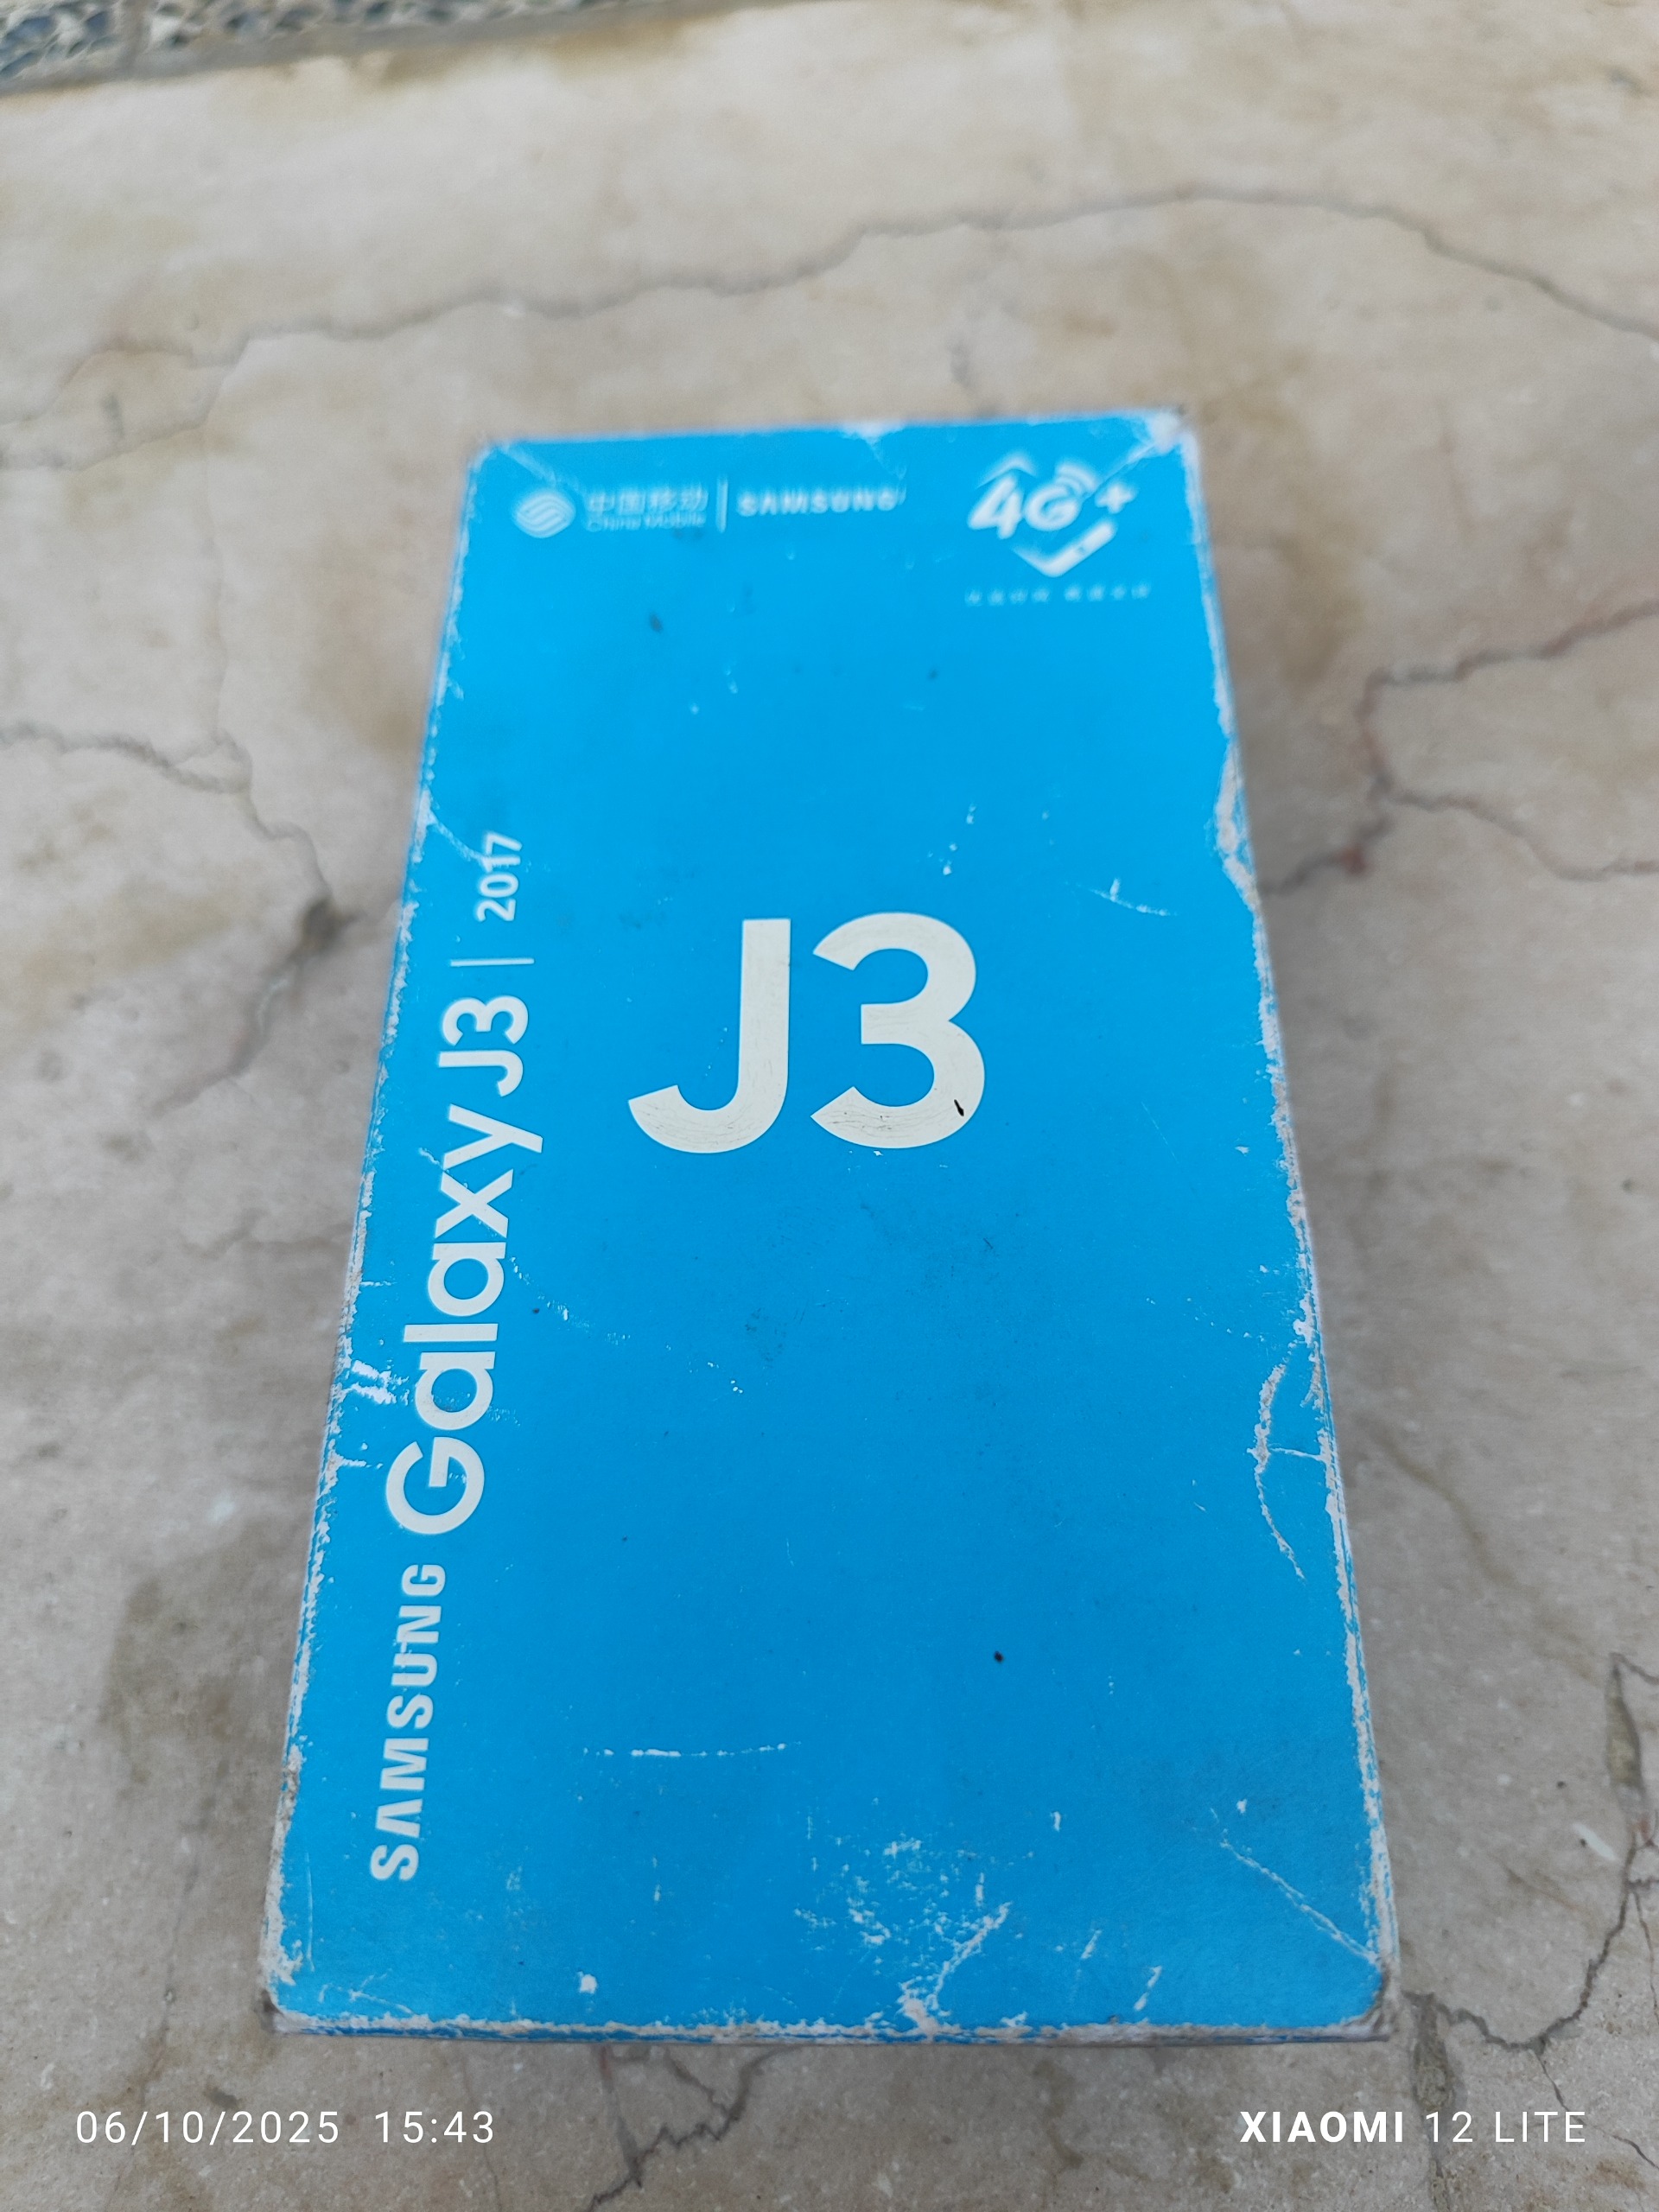 中国移动 | SAMSUNG
China Mobile
4G+
J3
SAMSUNG Galaxy J3 | 2017
06/10/2025 15:43
XIAOMI 12 LITE